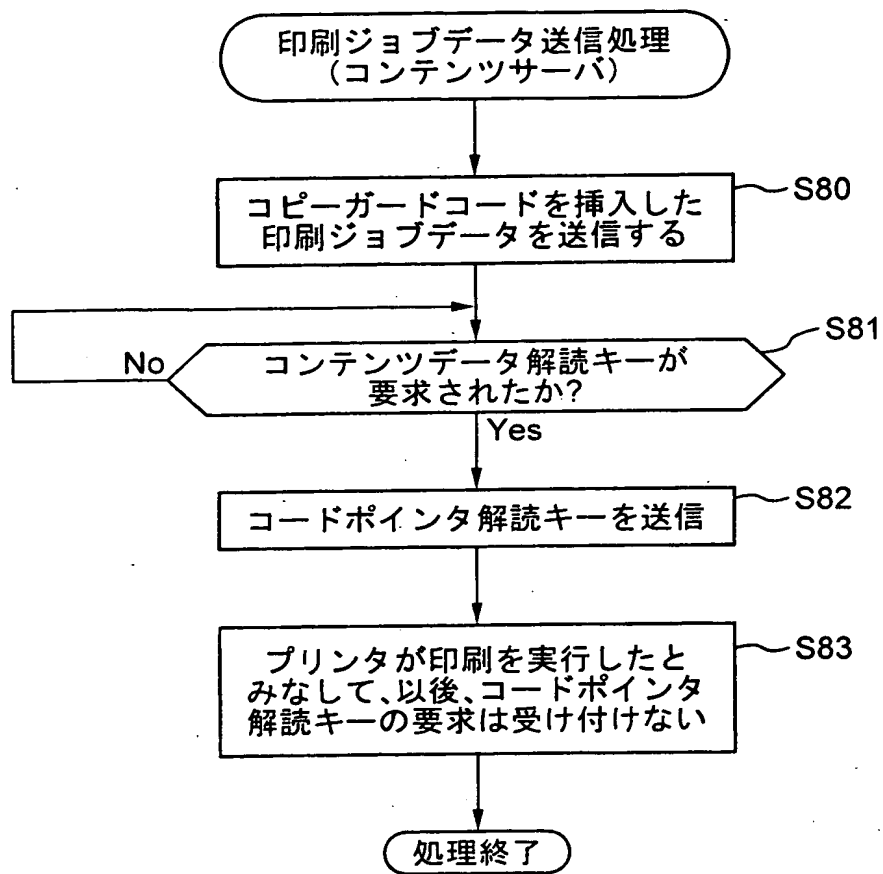 印刷ジョブデータ送信処理
(コンテンツサーバ)
S80
コピーガードコードを挿入した
印刷ジョブデータを送信する
S81
No
コンテンツデータ解読キーが
要求されたか?
Yes
S82
コードポインタ解読キーを送信
S83
プリンタが印刷を実行したと
みなして、以後、コードポインタ
解読キーの要求は受け付けない
処理終了